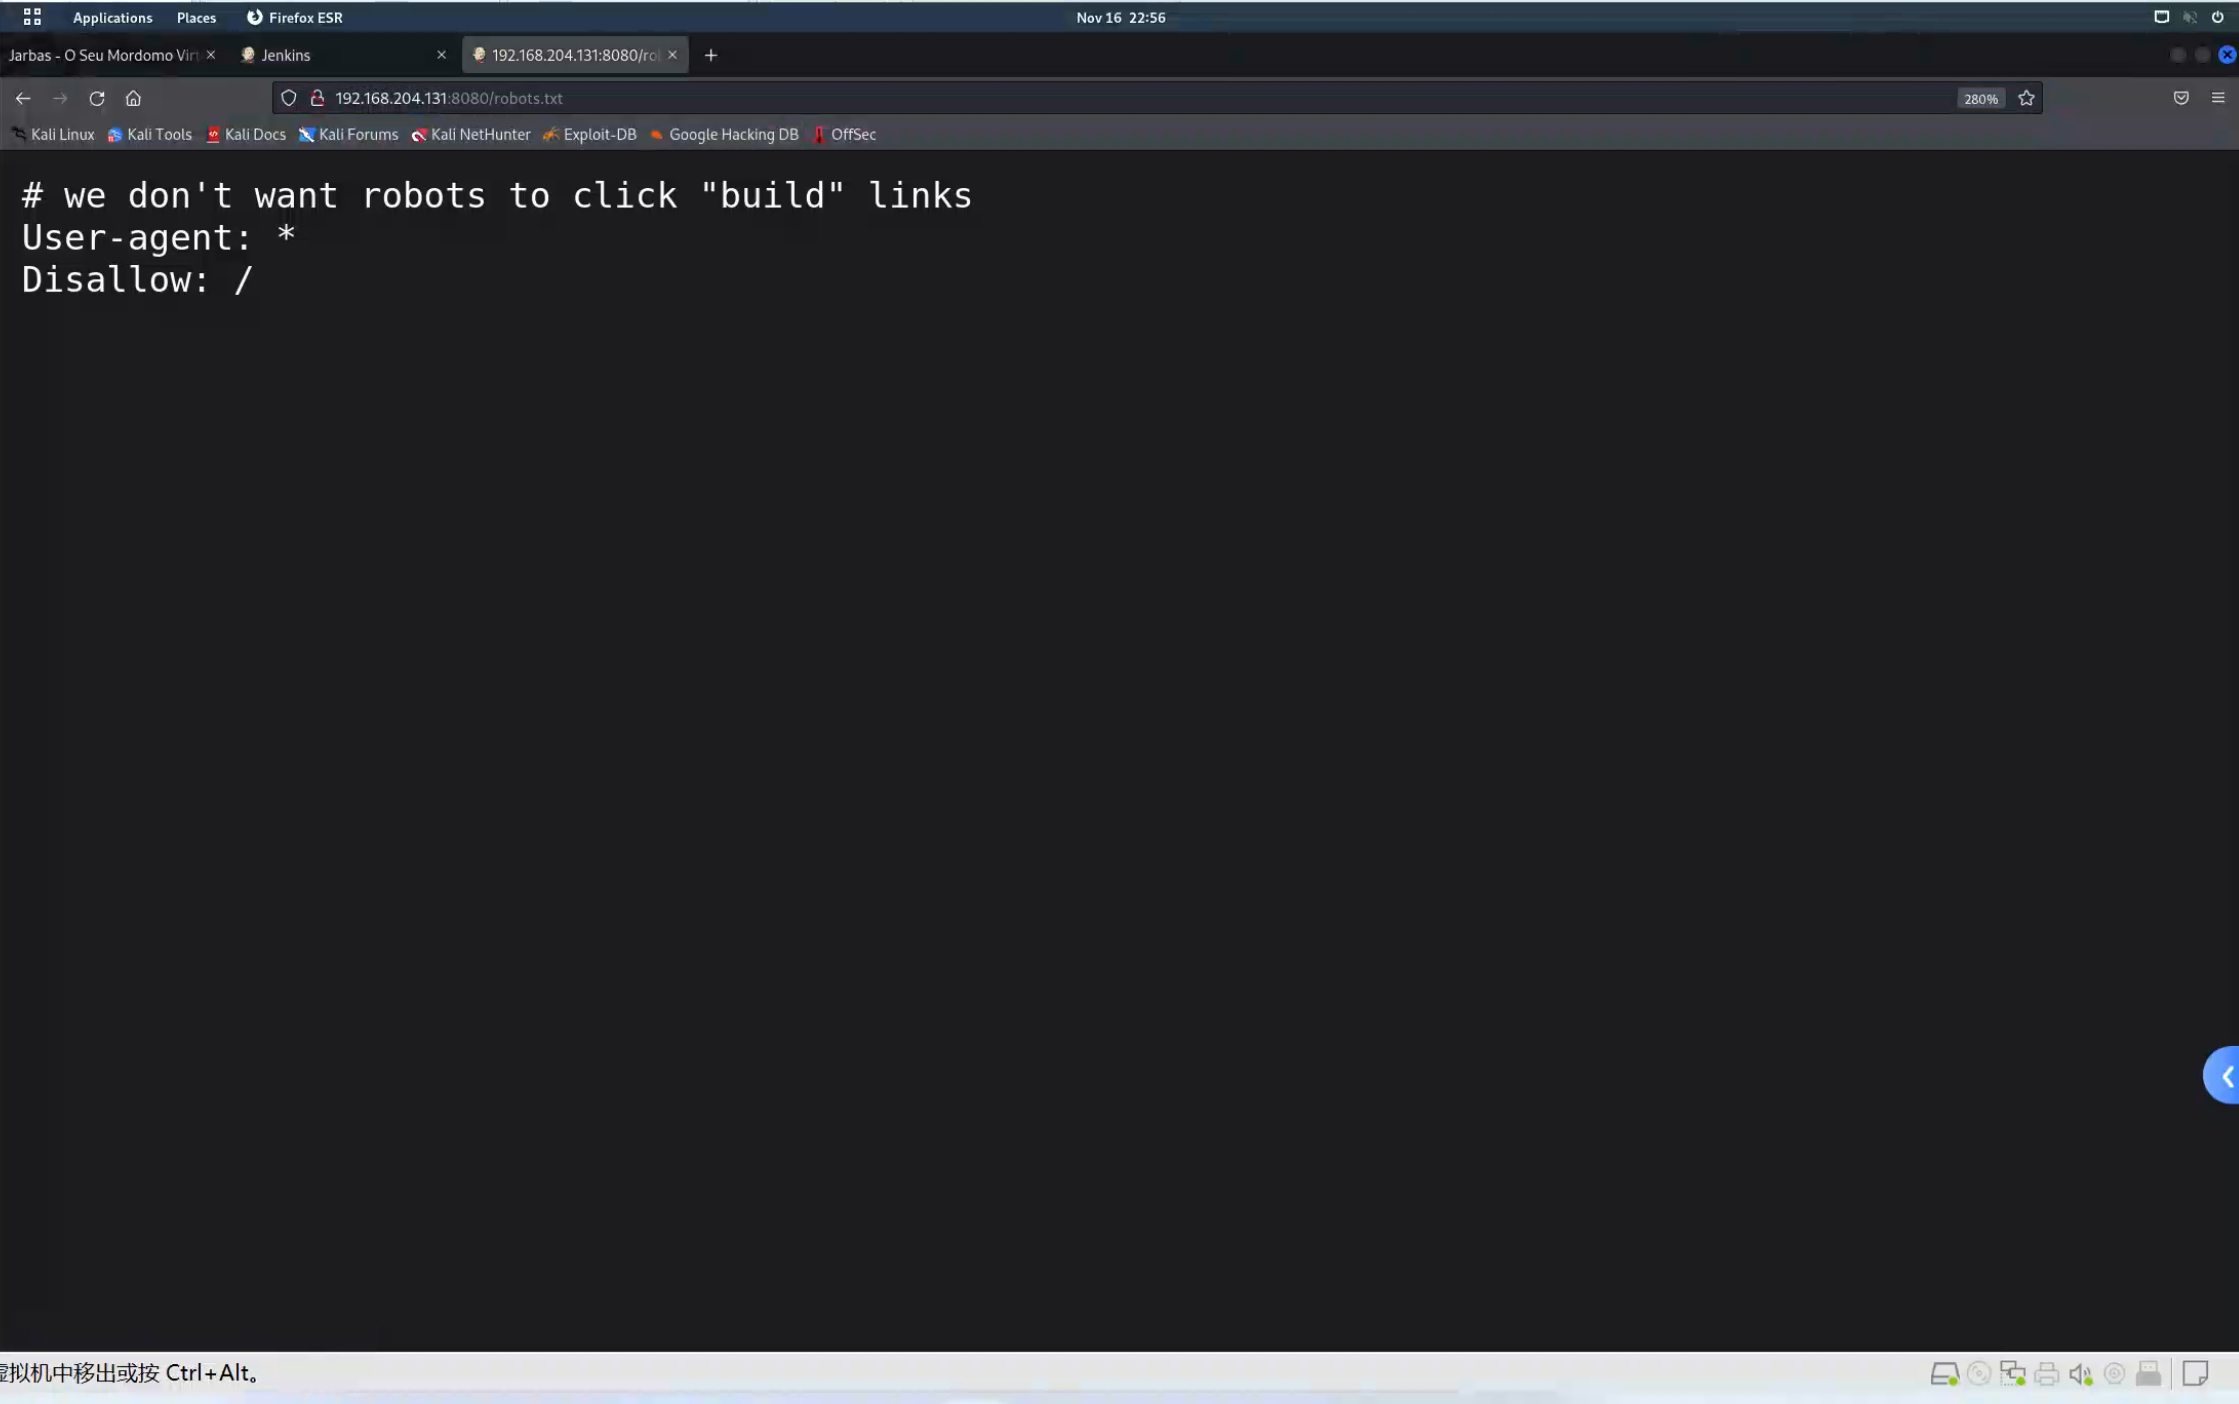 Applications Places Firefox ESR Nov 16 22:56
Jarbas - O Seu Mordomo Vir Jenkins 192.168.204.131:8080/ro
192.168.204.131:8080/robots.txt 280%
Kali Linux Kali Tools Kali Docs Kali Forums Kali NetHunter Exploit-DB Google Hacking DB OffSec
# we don't want robots to click "build" links
User-agent: *
Disallow: /
虚拟机中移出或按 Ctrl+Alt。